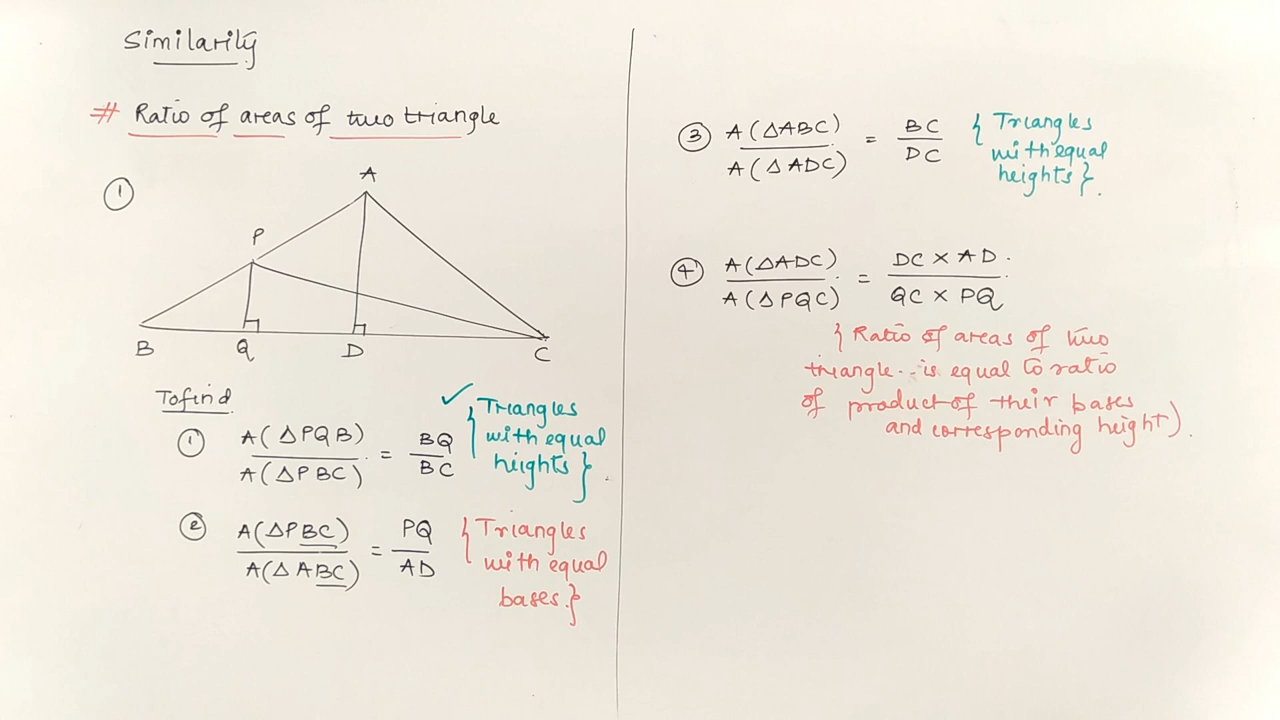 Similarity
# Ratio of areas of two triangle
①
A
P
B Q D C
Tofind
① A(ΔPQB) / A(ΔPBC) = BQ / BC { Triangles with equal heights }.
② A(ΔPBC) / A(ΔABC) = PQ / AD { Triangles with equal bases.}
③ A(ΔABC) / A(ΔADC) = BC / DC { Triangles with equal heights }.
④ A(ΔADC) / A(ΔPQC) = DC × AD / QC × PQ
{ Ratio of areas of two
triangle.. is equal to ratio
of product of their bases
and corresponding height).